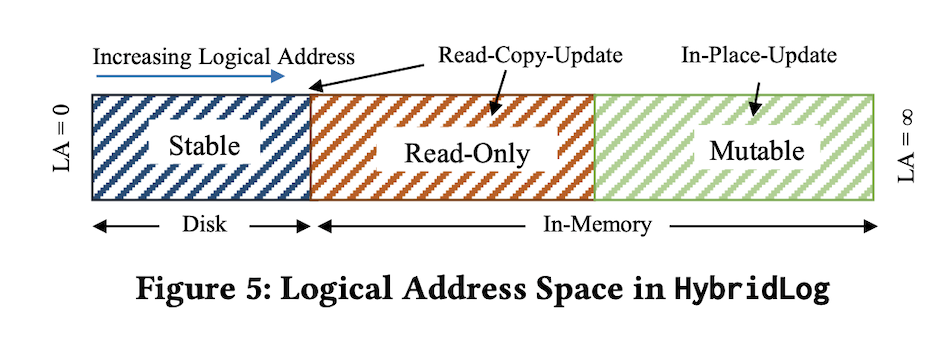 Increasing Logical Address
Read-Copy-Update
In-Place-Update
LA = 0
Stable
Read-Only
Mutable
LA = ∞
Disk
In-Memory
Figure 5: Logical Address Space in HybridLog